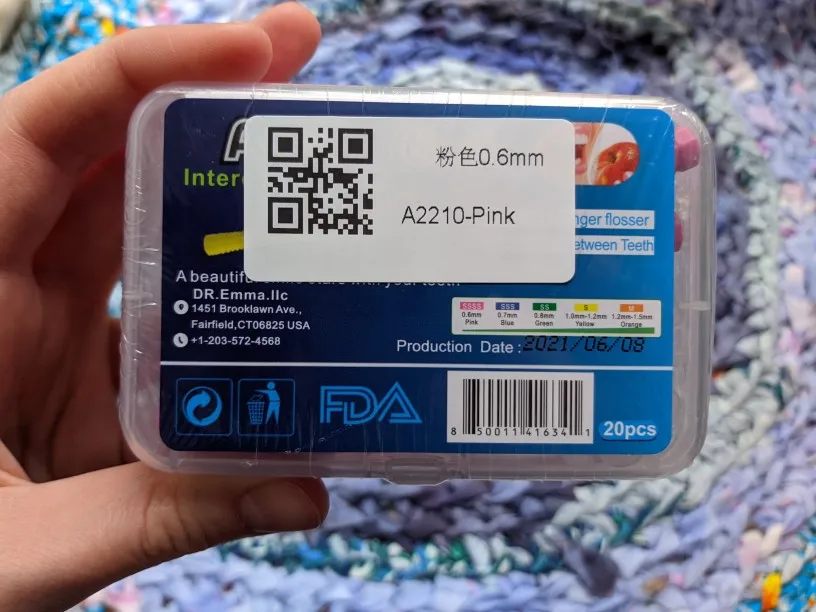 粉色0.6mm
A2210-Pink
nger flosser
etween Teeth
A beautif
DR.Emma.llc
1451 Brooklawn Ave.,
Fairfield,CT06825 USA
+1-203-572-4568
SSSS SSS SS S M
0.6mm 0.7mm 0.8mm 1.0mm-1.2mm 1.2mm-1.5mm
Pink Blue Green Yellow Orange
Production Date : 2021/06/08
FDA
8 50011 41634 1
20pcs